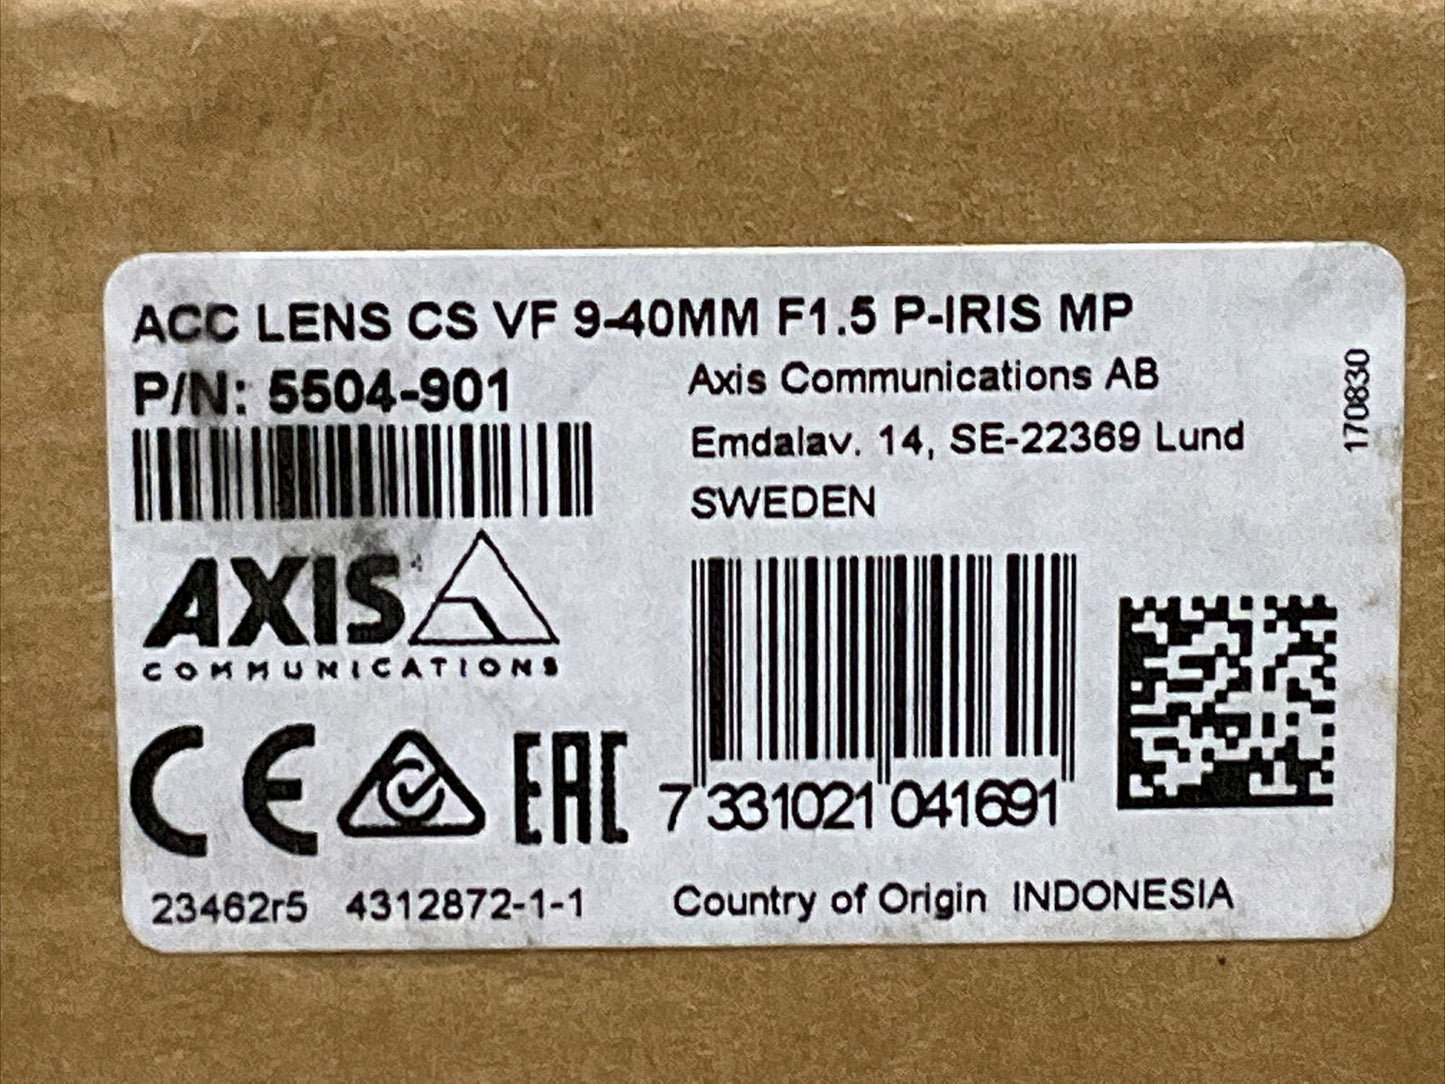 ACC LENS CS VF 9-40MM F1.5 P-IRIS MP
P/N: 5504-901
Axis Communications AB
Emdalav. 14, SE-22369 Lund
SWEDEN
170830
AXIS
COMMUNICATIONS
CE
EAC
7 331021 041691
23462r5 4312872-1-1
Country of Origin INDONESIA